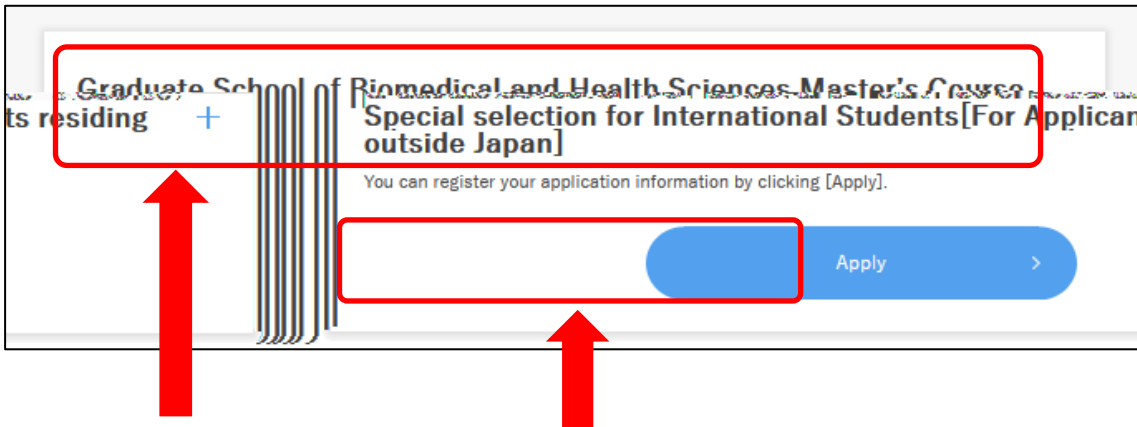 Graduate School of Biomedical and Health Sciences Master's Course
Special selection for International Students[For Applican
ts residing +
outside Japan]
You can register your application information by clicking [Apply].
Apply >